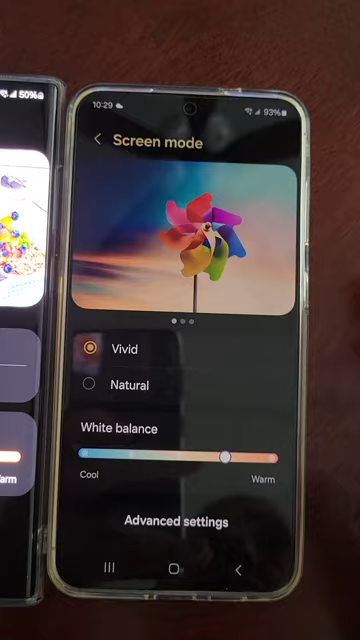 50%
10:29
93%
Screen mode
Vivid
Natural
White balance
Cool
Warm
arm
Advanced settings